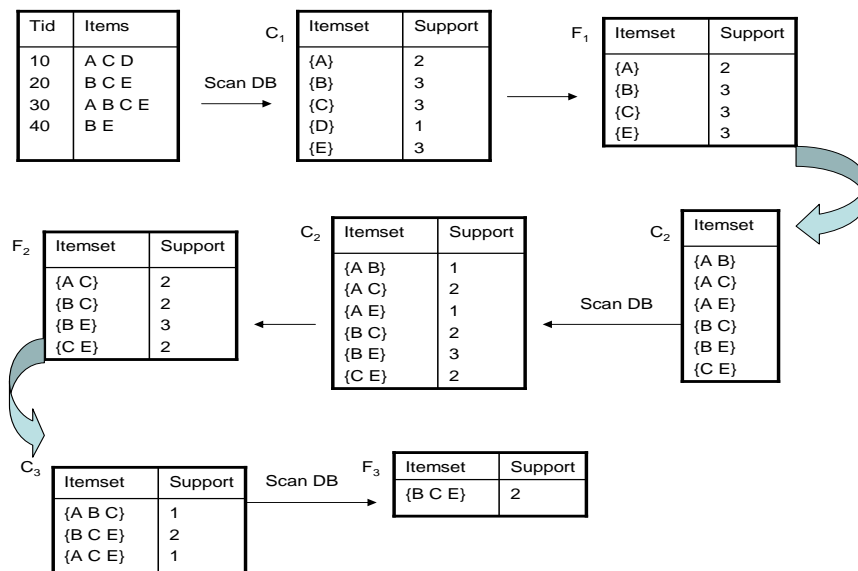 Tid Items
10 A C D
20 B C E
30 A B C E
40 B E
Scan DB
C1
Itemset Support
{A} 2
{B} 3
{C} 3
{D} 1
{E} 3
F1
Itemset Support
{A} 2
{B} 3
{C} 3
{E} 3
F2
Itemset Support
{A C} 2
{B C} 2
{B E} 3
{C E} 2
C2
Itemset Support
{A B} 1
{A C} 2
{A E} 1
{B C} 2
{B E} 3
{C E} 2
Scan DB
C2
Itemset
{A B}
{A C}
{A E}
{B C}
{B E}
{C E}
C3
Itemset Support
{A B C} 1
{B C E} 2
{A C E} 1
Scan DB
F3
Itemset Support
{B C E} 2